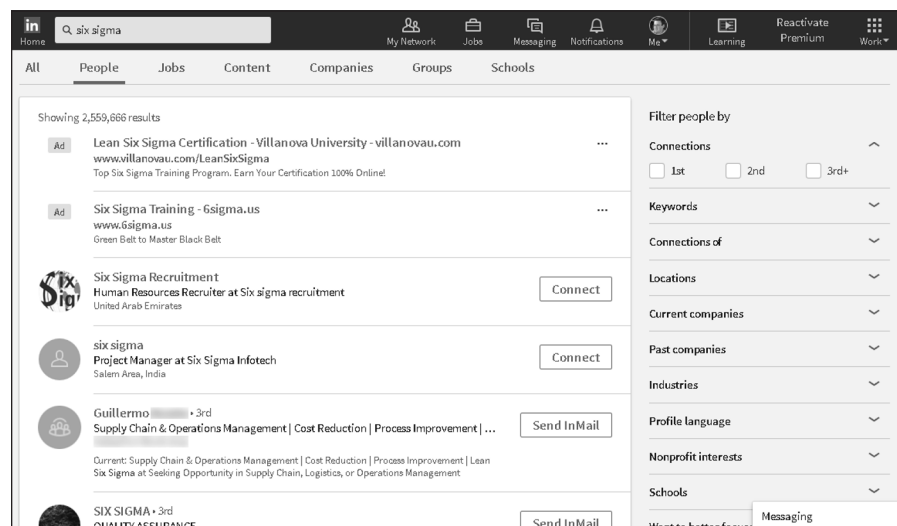 in
Home
six sigma
My Network
Jobs
Messaging
Notifications
Me
Learning
Reactivate
Premium
Work
All
People
Jobs
Content
Companies
Groups
Schools
Showing 2,559,666 results
Ad
Lean Six Sigma Certification - Villanova University - villanovau.com
...
www.villanovau.com/LeanSixSigma
Top Six Sigma Training Program. Earn Your Certification 100% Online!
Ad
Six Sigma Training - 6sigma.us
...
www.6sigma.us
Green Belt to Master Black Belt
Six
Sig
Six Sigma Recruitment
Human Resources Recruiter at Six sigma recruitment
United Arab Emirates
Connect
six sigma
Project Manager at Six Sigma Infotech
Salem Area, India
Connect
Guillermo • 3rd
Supply Chain & Operations Management | Cost Reduction | Process Improvement | ...
Send InMail
Current: Supply Chain & Operations Management | Cost Reduction | Process Improvement | Lean
Six Sigma at Seeking Opportunity in Supply Chain, Logistics, or Operations Management
SIX SIGMA • 3rd
QUALITY ASSURANCE
Send InMail
Filter people by
Connections
1st
2nd
3rd+
Keywords
Connections of
Locations
Current companies
Past companies
Industries
Profile language
Nonprofit interests
Schools
Messaging